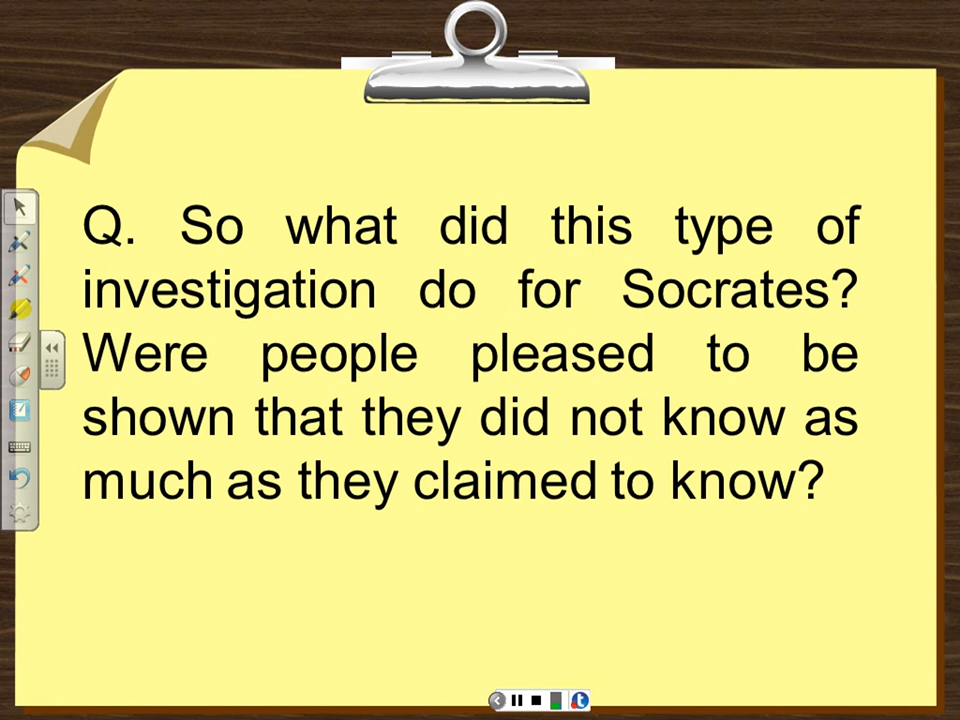 Q. So what did this type of
investigation do for Socrates?
Were people pleased to be
shown that they did not know as
much as they claimed to know?